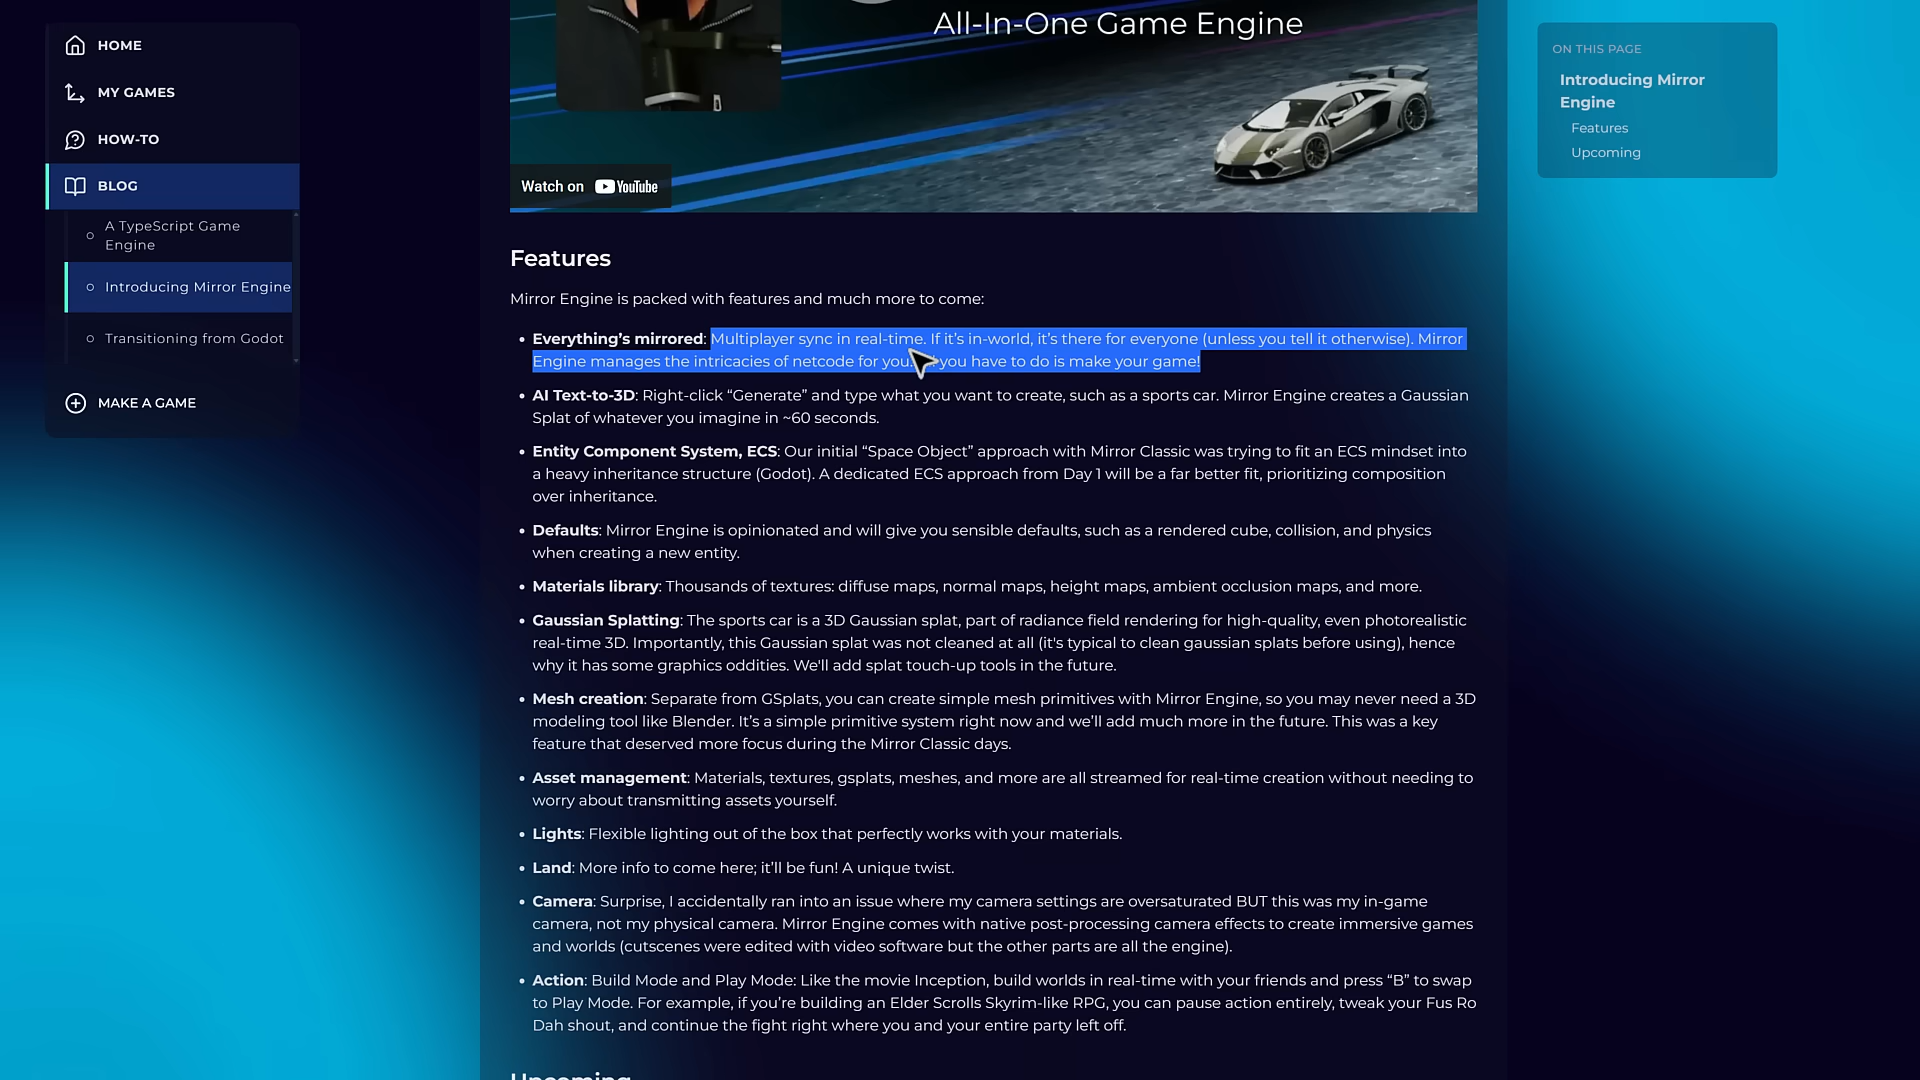 HOME
MY GAMES
HOW-TO
BLOG
A TypeScript Game
Engine
Introducing Mirror Engine
Transitioning from Godot
MAKE A GAME
All-In-One Game Engine
Watch on YouTube
Features
Mirror Engine is packed with features and much more to come:
• Everything's mirrored: Multiplayer sync in real-time. If it's in-world, it's there for everyone (unless you tell it otherwise). Mirror
Engine manages the intricacies of netcode for you. you have to do is make your game!
• AI Text-to-3D: Right-click “Generate” and type what you want to create, such as a sports car. Mirror Engine creates a Gaussian
Splat of whatever you imagine in ~60 seconds.
• Entity Component System, ECS: Our initial “Space Object” approach with Mirror Classic was trying to fit an ECS mindset into
a heavy inheritance structure (Godot). A dedicated ECS approach from Day 1 will be a far better fit, prioritizing composition
over inheritance.
• Defaults: Mirror Engine is opinionated and will give you sensible defaults, such as a rendered cube, collision, and physics
when creating a new entity.
• Materials library: Thousands of textures: diffuse maps, normal maps, height maps, ambient occlusion maps, and more.
• Gaussian Splatting: The sports car is a 3D Gaussian splat, part of radiance field rendering for high-quality, even photorealistic
real-time 3D. Importantly, this Gaussian splat was not cleaned at all (it's typical to clean gaussian splats before using), hence
why it has some graphics oddities. We'll add splat touch-up tools in the future.
• Mesh creation: Separate from GSplats, you can create simple mesh primitives with Mirror Engine, so you may never need a 3D
modeling tool like Blender. It's a simple primitive system right now and we'll add much more in the future. This was a key
feature that deserved more focus during the Mirror Classic days.
• Asset management: Materials, textures, gsplats, meshes, and more are all streamed for real-time creation without needing to
worry about transmitting assets yourself.
• Lights: Flexible lighting out of the box that perfectly works with your materials.
• Land: More info to come here; it'll be fun! A unique twist.
• Camera: Surprise, I accidentally ran into an issue where my camera settings are oversaturated BUT this was my in-game
camera, not my physical camera. Mirror Engine comes with native post-processing camera effects to create immersive games
and worlds (cutscenes were edited with video software but the other parts are all the engine).
• Action: Build Mode and Play Mode: Like the movie Inception, build worlds in real-time with your friends and press “B” to swap
to Play Mode. For example, if you're building an Elder Scrolls Skyrim-like RPG, you can pause action entirely, tweak your Fus Ro
Dah shout, and continue the fight right where you and your entire party left off.
Upcoming
ON THIS PAGE
Introducing Mirror
Engine
Features
Upcoming